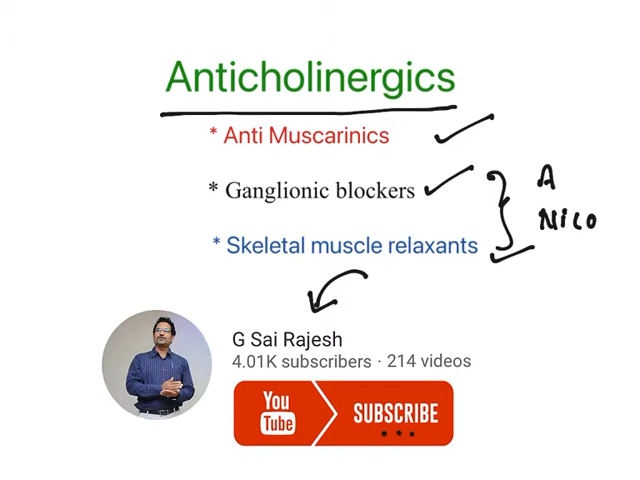 Anticholinergics
* Anti Muscarinics
* Ganglionic blockers
A
Nico
* Skeletal muscle relaxants
G Sai Rajesh
4.01K subscribers · 214 videos
You Tube SUBSCRIBE